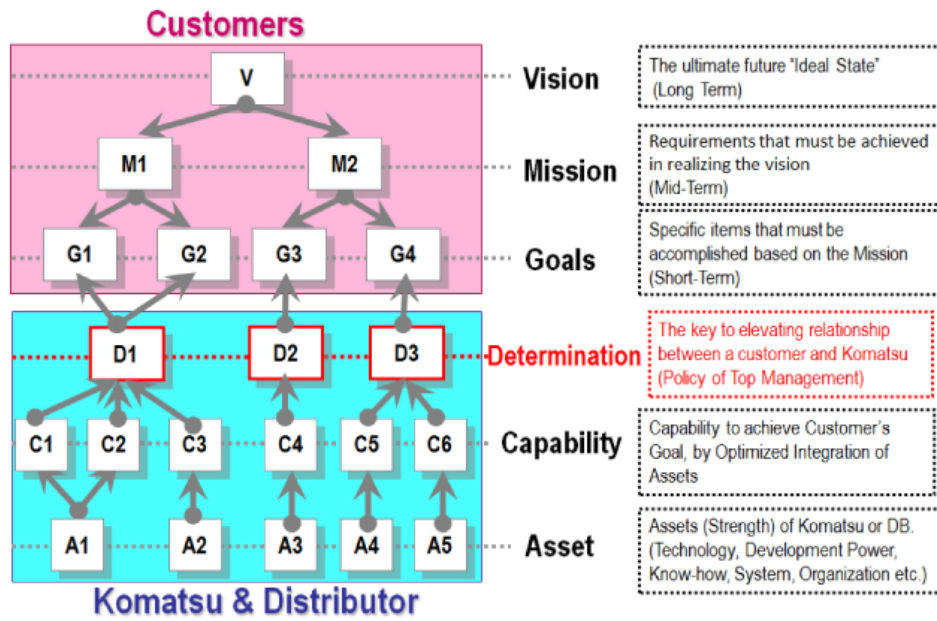 Customers
V
Vision
The ultimate future "Ideal State"
(Long Term)
M1
M2
Mission
Requirements that must be achieved
in realizing the vision
(Mid-Term)
G1
G2
G3
G4
Goals
Specific items that must be
accomplished based on the Mission
(Short-Term)
D1
D2
D3
Determination
The key to elevating relationship
between a customer and Komatsu
(Policy of Top Management)
C1
C2
C3
C4
C5
C6
Capability
Capability to achieve Customer's
Goal, by Optimized Integration of
Assets
A1
A2
A3
A4
A5
Asset
Assets (Strength) of Komatsu or DB.
(Technology, Development Power,
Know-how, System, Organization etc.)
Komatsu & Distributor